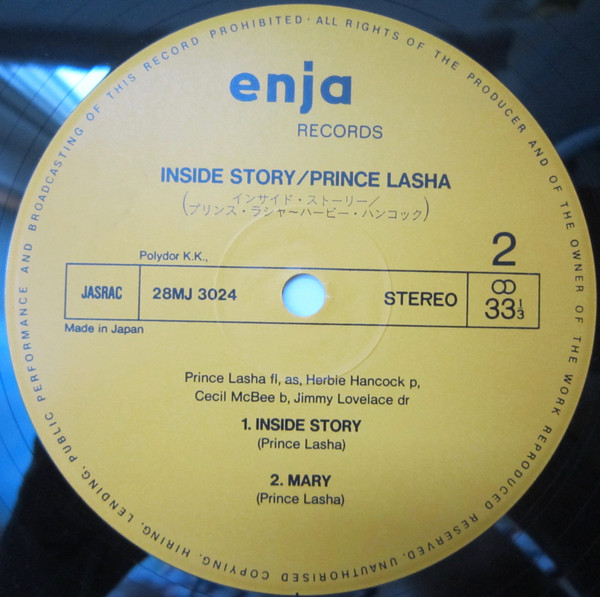 PUBLIC PERFORMANCE AND BROADCASTING OF THIS RECORD PROHIBITED · ALL RIGHTS OF THE PRODUCER AND OF THE OWNER OF THE WORK REPRODUCED RESERVED. UNAUTHORISED COPYING, HIRING, LENDING,
enja
RECORDS
INSIDE STORY/PRINCE LASHA
(インサイド・ストーリー/
プリンス・ラシャ〜ハービー・ハンコック)
Polydor K.K.,
2
JASRAC 28MJ 3024 STEREO 33 1/3
Made in Japan
Prince Lasha fl, as, Herbie Hancock p,
Cecil McBee b, Jimmy Lovelace dr
1. INSIDE STORY
(Prince Lasha)
2. MARY
(Prince Lasha)